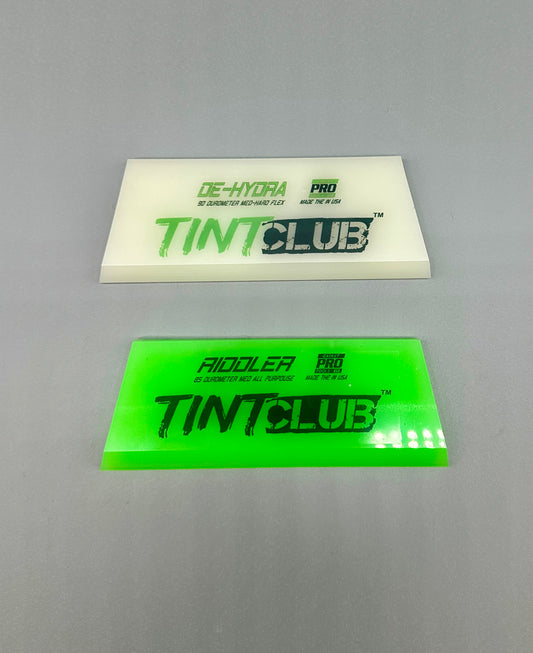 DE-HYDRA
90 DUROMETER MED-HARD FLEX
PRO
MADE THE IN USA
TINTCLUB™
RIDDLER
85 DUROMETER MED ALL PURPOUSE
PRO
MADE THE IN USA
TINTCLUB™